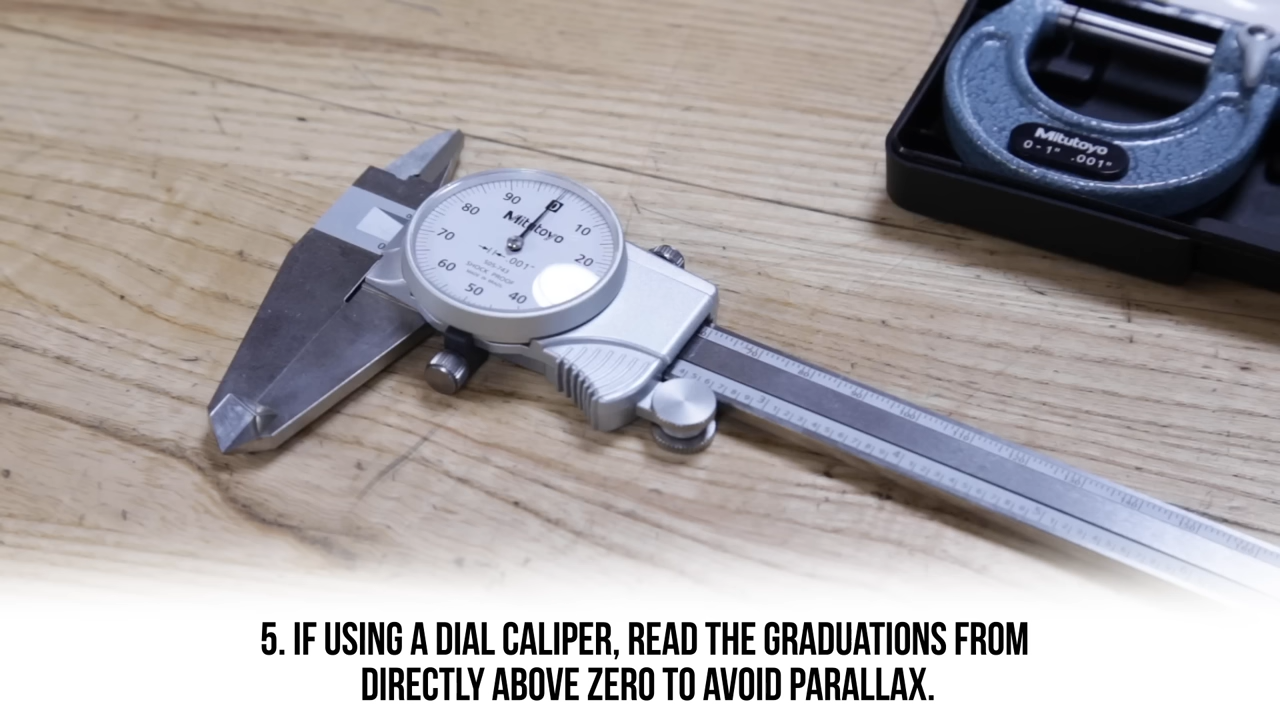 Mitutoyo
0-1" .001"
90
0
80
10
Mitutoyo
70
.001"
20
60
SHOCK PROOF
50
40
5. IF USING A DIAL CALIPER, READ THE GRADUATIONS FROM
DIRECTLY ABOVE ZERO TO AVOID PARALLAX.